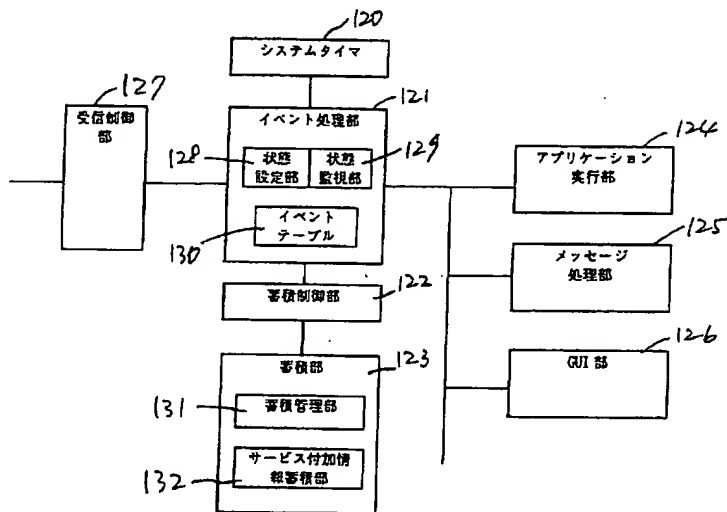 120
システムタイマ
127
受信制御
部
121
イベント処理部
128
状態
設定部
状態
監視部
129
イベント
テーブル
130
124
アプリケーション
実行部
125
メッセージ
処理部
蓄積制御部
122
126
GUI 部
蓄積部
123
131
蓄積管理部
サービス付加情
報蓄積部
132